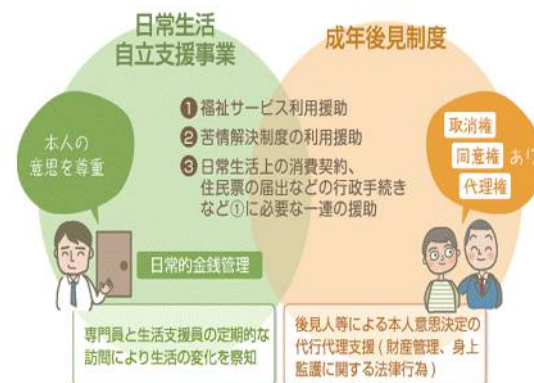 日常生活
自立支援事業
成年後見制度
本人の
意思を尊重
❶福祉サービス利用援助
❷苦情解決制度の利用援助
❸日常生活上の消費契約、
住民票の届出などの行政手続き
など①に必要な一連の援助
取消権
同意権 あり
代理権
日常的金銭管理
専門員と生活支援員の定期的な
訪問により生活の変化を察知
後見人等による本人意思決定の
代行代理支援(財産管理、身上
監護に関する法律行為)